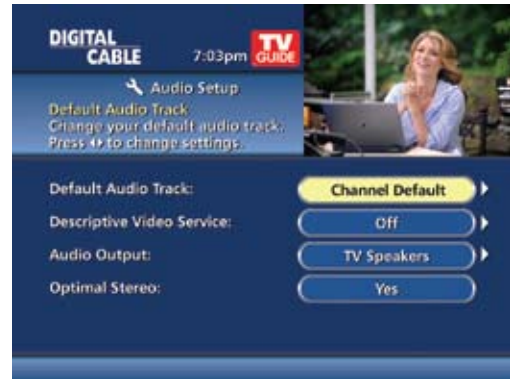 DIGITAL
CABLE
7:03pm
TV
GUIDE
Audio Setup
Default Audio Track
Change your default audio track.
Press ◂▸ to change settings.
Default Audio Track:
Channel Default
Descriptive Video Service:
Off
Audio Output:
TV Speakers
Optimal Stereo:
Yes